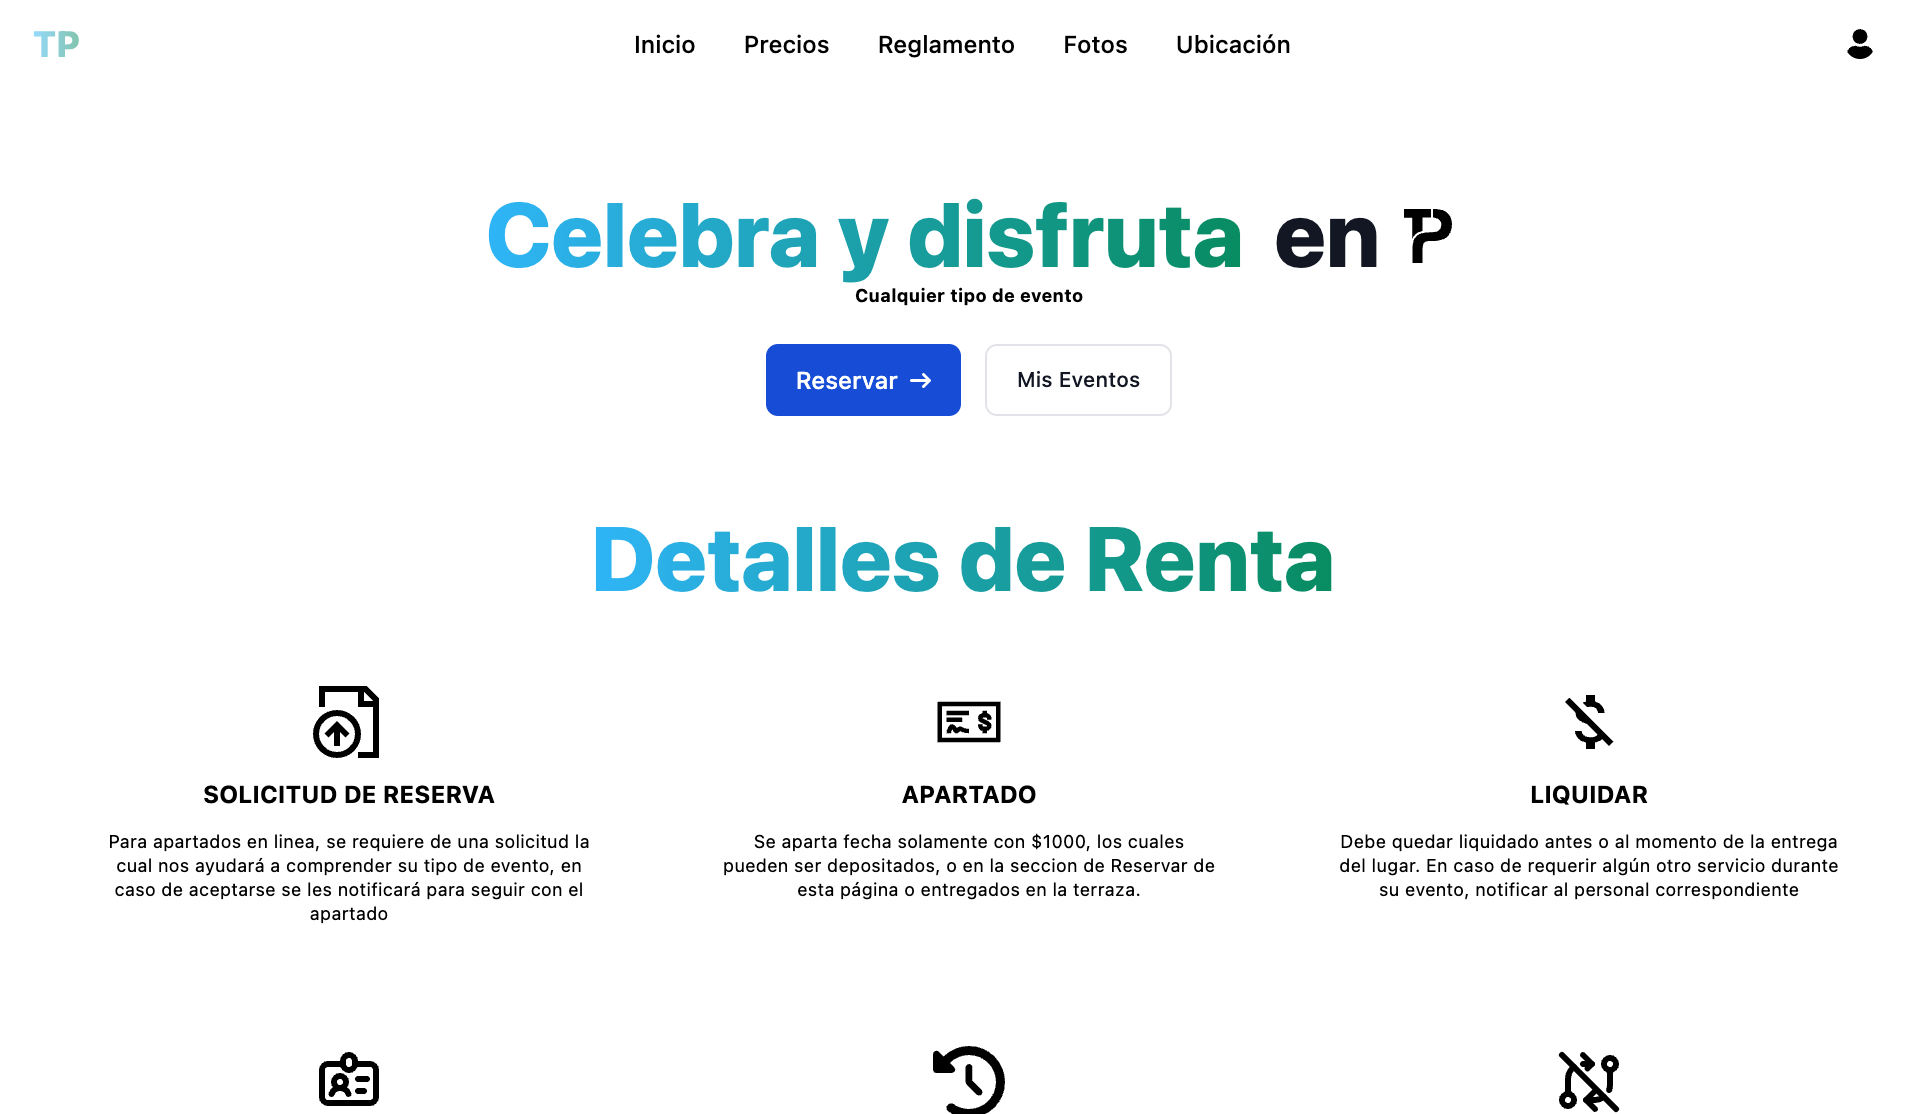 TP
Inicio Precios Reglamento Fotos Ubicación
Celebra y disfruta en TP
Cualquier tipo de evento
Reservar
Mis Eventos
Detalles de Renta
SOLICITUD DE RESERVA
Para apartados en linea, se requiere de una solicitud la
cual nos ayudará a comprender su tipo de evento, en
caso de aceptarse se les notificará para seguir con el
apartado
APARTADO
Se aparta fecha solamente con $1000, los cuales
pueden ser depositados, o en la seccion de Reservar de
esta página o entregados en la terraza.
LIQUIDAR
Debe quedar liquidado antes o al momento de la entrega
del lugar. En caso de requerir algún otro servicio durante
su evento, notificar al personal correspondiente